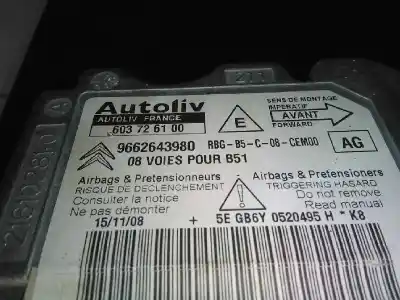 Autoliv
AUTOLIV FRANCE
603 72 61 00
E
SENS DE MONTAGE
IMPERATIF
AVANT
FORWARD
9662643980 RBG-B5-C-08-CEM00
AG
08 VOIES POUR B51
Airbags & Pretensionneurs
RISQUE DE DECLENCHEMENT
Consulter la notice
Ne pas démonter
Airbags & Pretensioners
TRIGGERING HASARD
Do not remove
Read manual
15/11/08 + 5E GB6Y 0520495 H * K8